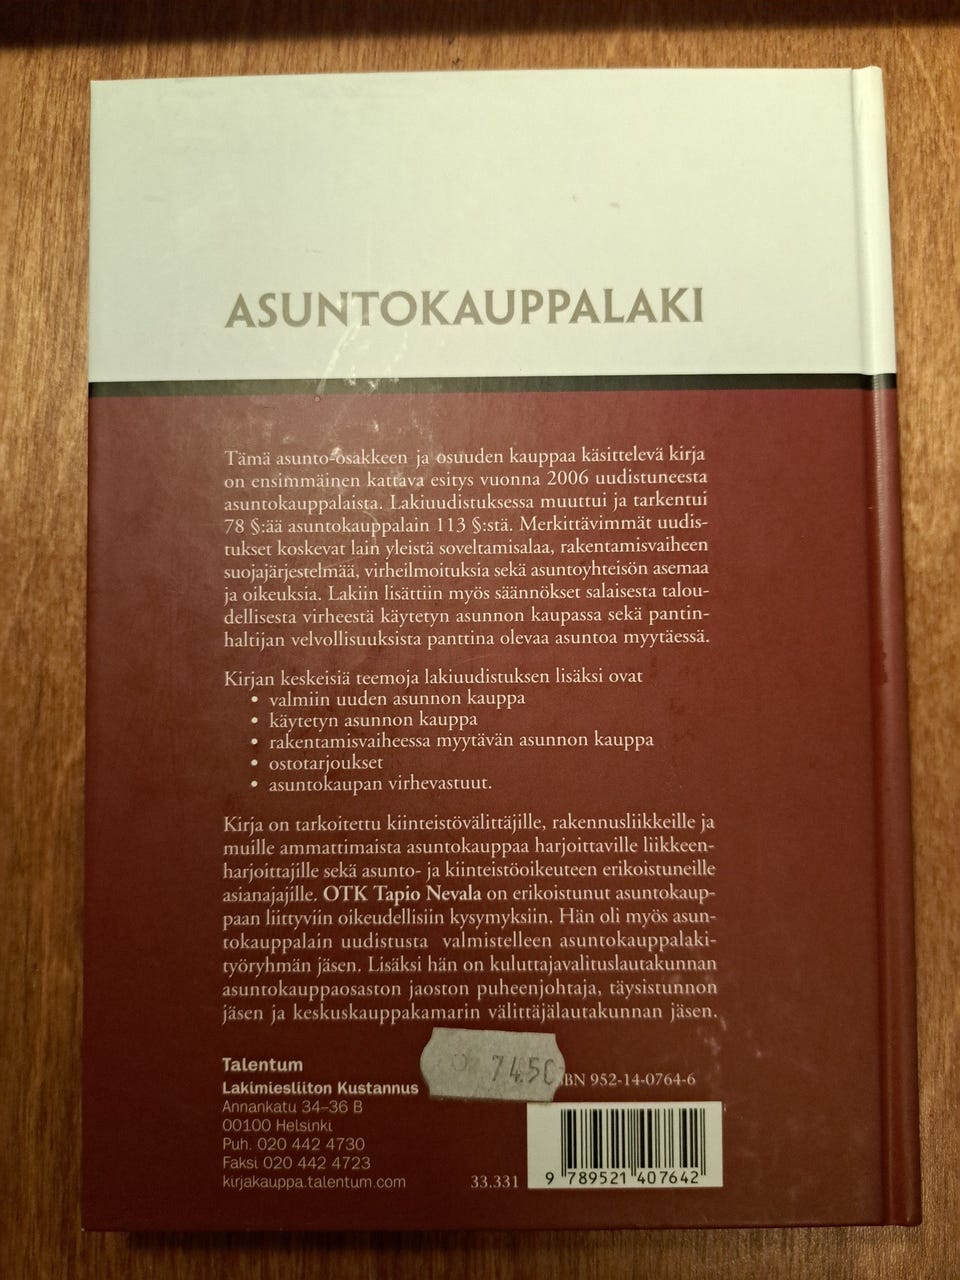 ASUNTOKAUPPALAKI
Tämä asunto-osakkeen ja osuuden kauppaa käsittelevä kirja
on ensimmäinen kattava esitys vuonna 2006 uudistuneesta
asuntokauppalaista. Lakiuudistuksessa muuttui ja tarkentui
78 §:ää asuntokauppalain 113 §:stä. Merkittävimmät uudis-
tukset koskevat lain yleistä soveltamisalaa, rakentamisvaiheen
suojajärjestelmää, virheilmoituksia sekä asuntoyhteisön asemaa
ja oikeuksia. Lakiin lisättiin myös säännökset salaisesta talou-
dellisesta virheestä käytetyn asunnon kaupassa sekä pantin-
haltijan velvollisuuksista panttina olevaa asuntoa myytäessä.
Kirjan keskeisiä teemoja lakiuudistuksen lisäksi ovat
• valmiin uuden asunnon kauppa
• käytetyn asunnon kauppa
• rakentamisvaiheessa myytävän asunnon kauppa
• ostotarjoukset
• asuntokaupan virhevastuut.
Kirja on tarkoitettu kiinteistövälittäjille, rakennusliikkeille ja
muille ammattimaista asuntokauppaa harjoittaville liikkeen-
harjoittajille sekä asunto- ja kiinteistöoikeuteen erikoistuneille
asianajajille. OTK Tapio Nevala on erikoistunut asuntokaup-
paan liittyviin oikeudellisiin kysymyksiin. Hän oli myös asun-
tokauppalain uudistusta valmistelleen asuntokauppalaki-
työryhmän jäsen. Lisäksi hän on kuluttajavalituslautakunnan
asuntokauppaosaston jaoston puheenjohtaja, täysistunnon
jäsen ja keskuskauppakamarin välittäjälautakunnan jäsen.
Talentum
Lakimiesliiton Kustannus
Annankatu 34–36 B
00100 Helsinki
Puh. 020 442 4730
Faksi 020 442 4723
kirjakauppa.talentum.com
74.50
BN 952-14-0764-6
33.331
9 789521 407642